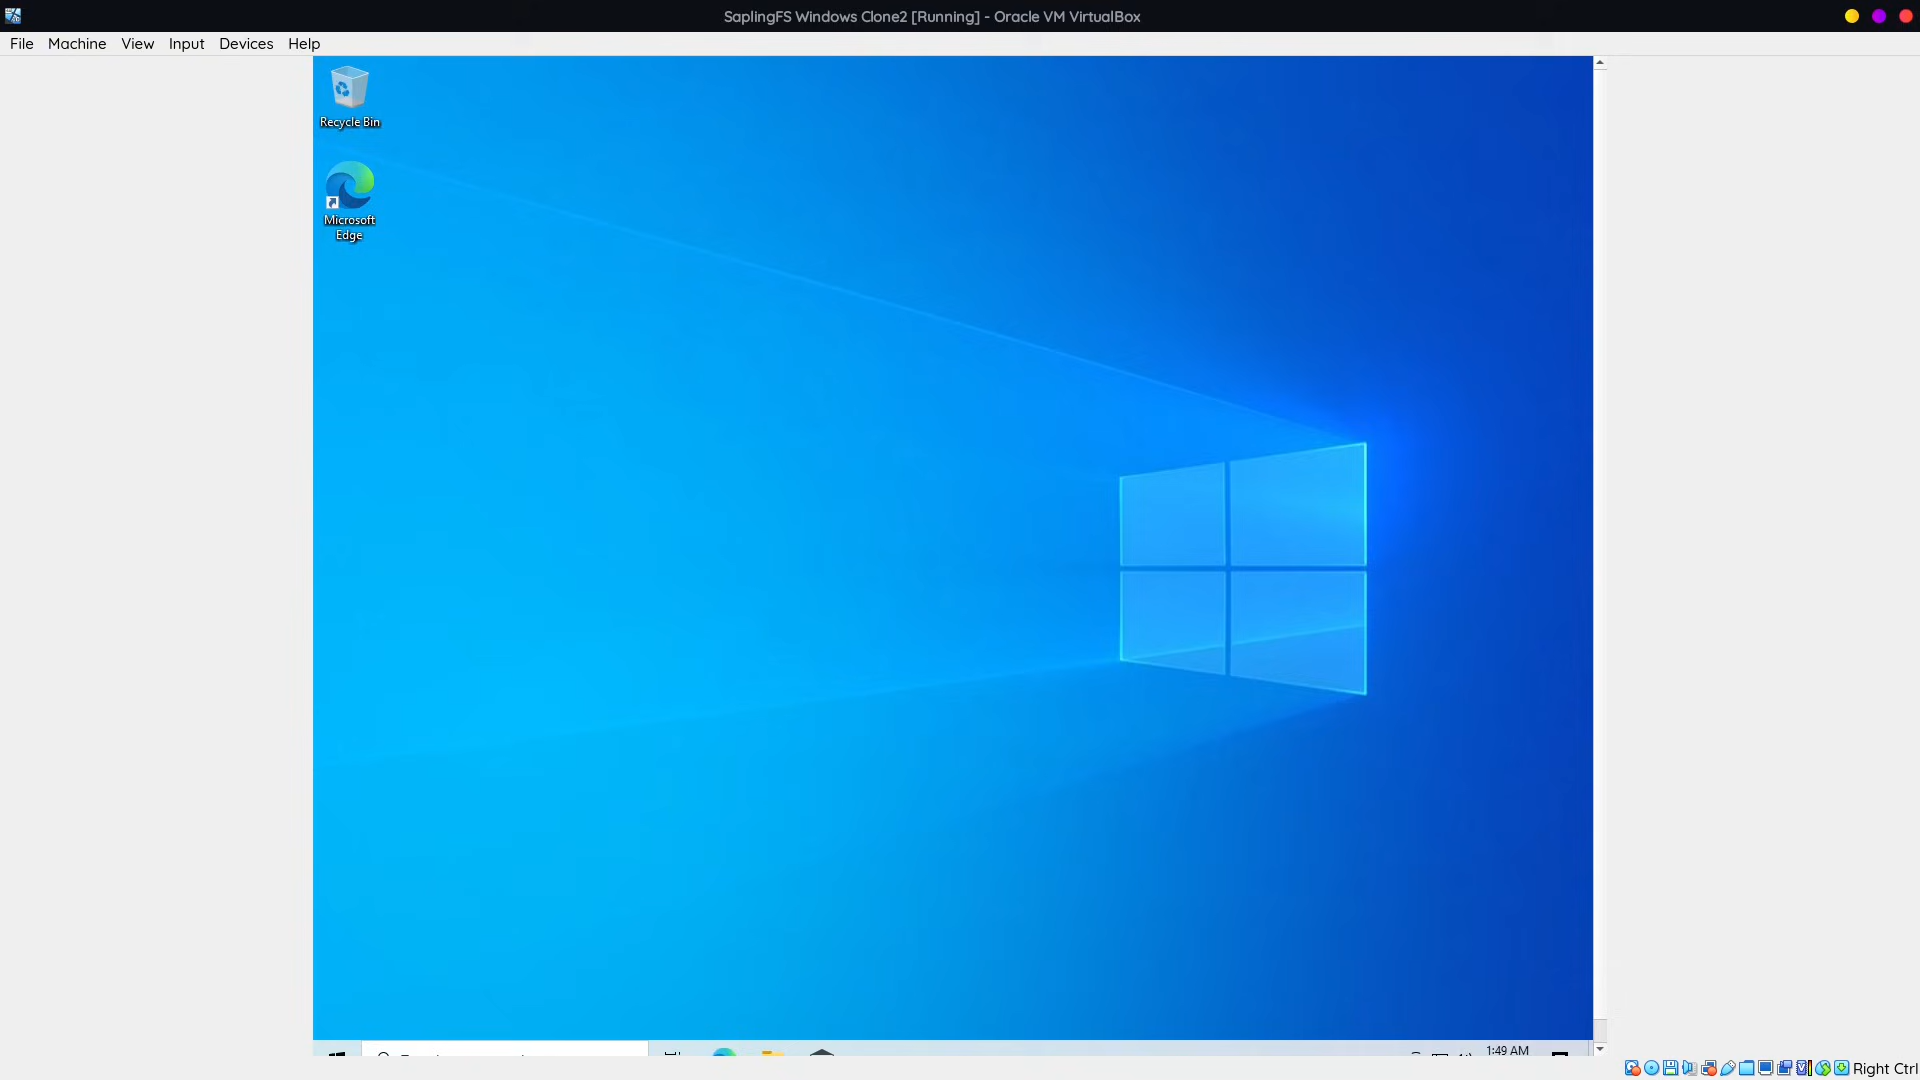 SaplingFS Windows Clone2 [Running] - Oracle VM VirtualBox
File Machine View Input Devices Help
Recycle Bin
Microsoft
Edge
1:49 AM
Right Ctrl